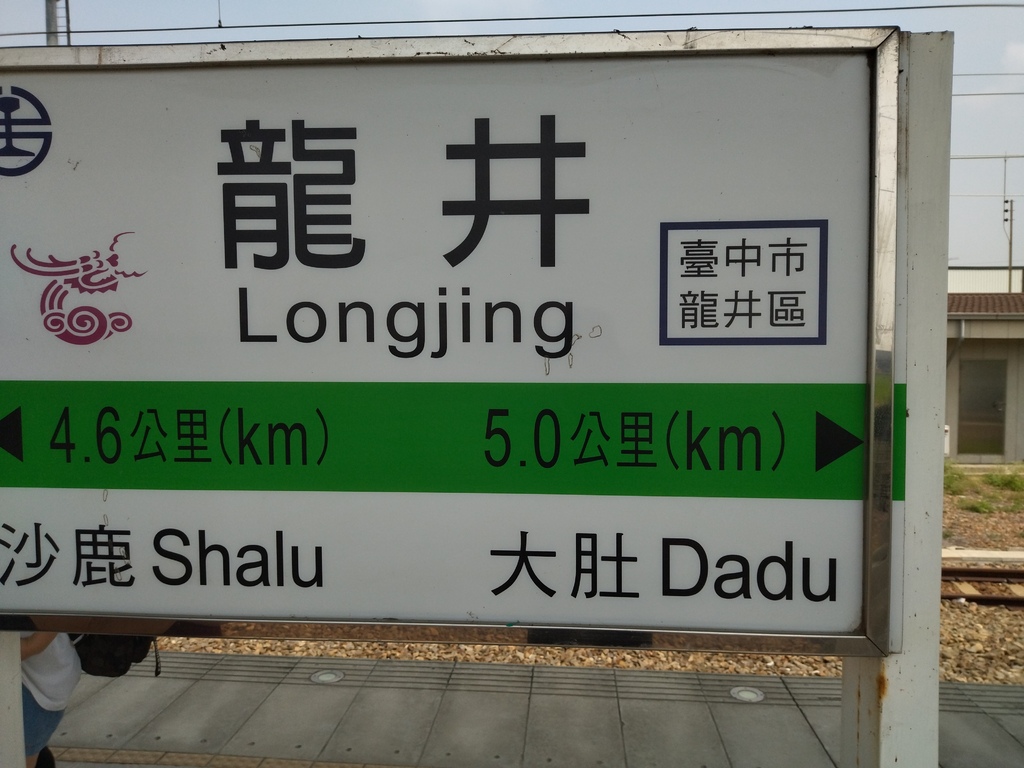 龍井
Longjing
臺中市
龍井區
4.6公里(km)
5.0公里(km)
沙鹿 Shalu
大肚 Dadu